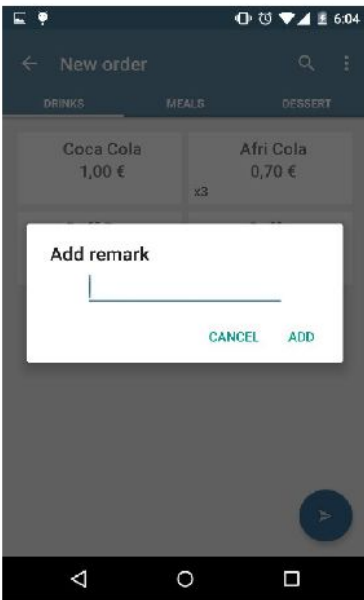 6:04
New order
DRINKS MEALS DESSERT
Coca Cola Afri Cola
1,00 € 0,70 €
x3
Add remark
CANCEL ADD